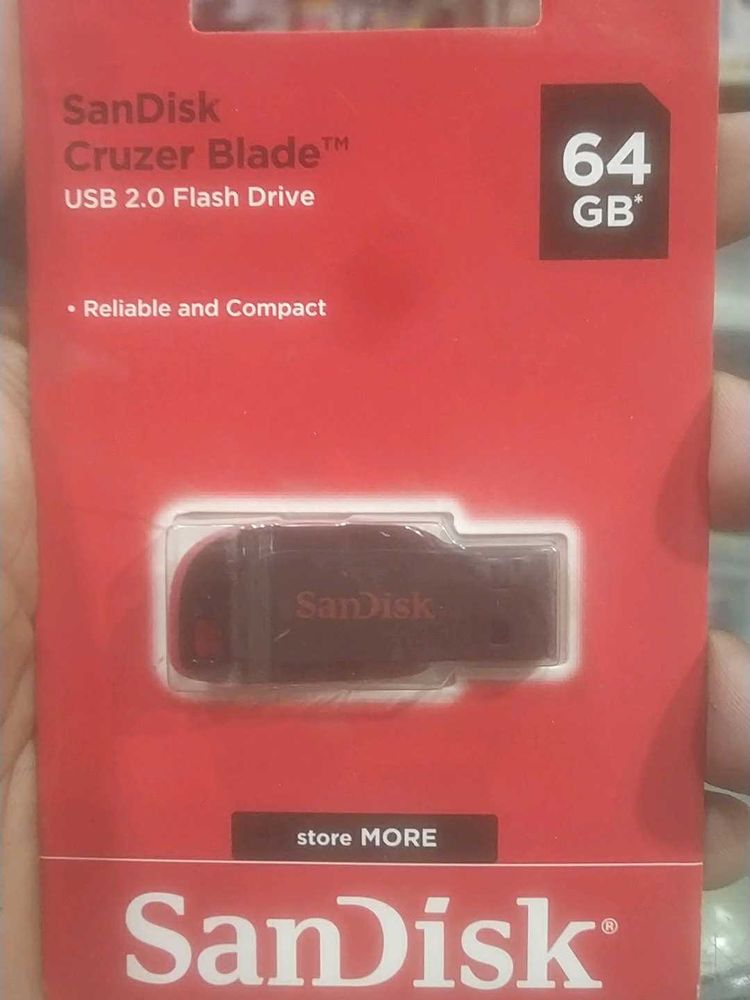 SanDisk
Cruzer Blade™
USB 2.0 Flash Drive
64
GB*
• Reliable and Compact
SanDisk
store MORE
SanDisk®